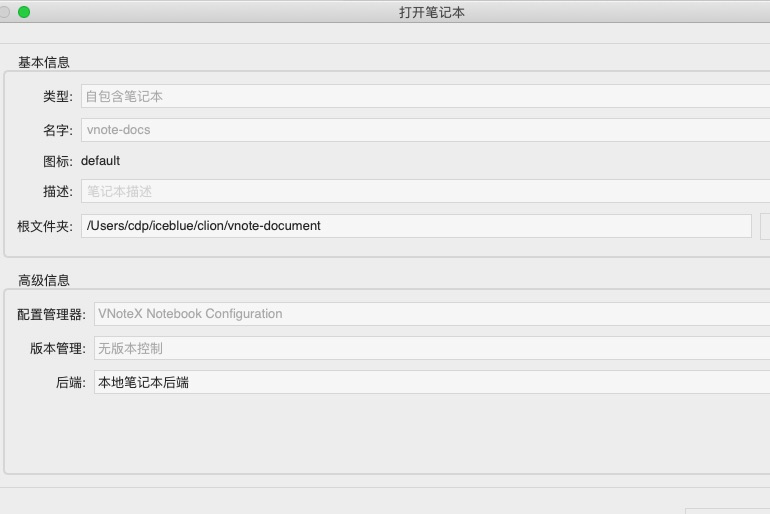 打开笔记本
基本信息
类型: 自包含笔记本
名字: vnote-docs
图标: default
描述: 笔记本描述
根文件夹: /Users/cdp/iceblue/clion/vnote-document
高级信息
配置管理器: VNoteX Notebook Configuration
版本管理: 无版本控制
后端: 本地笔记本后端